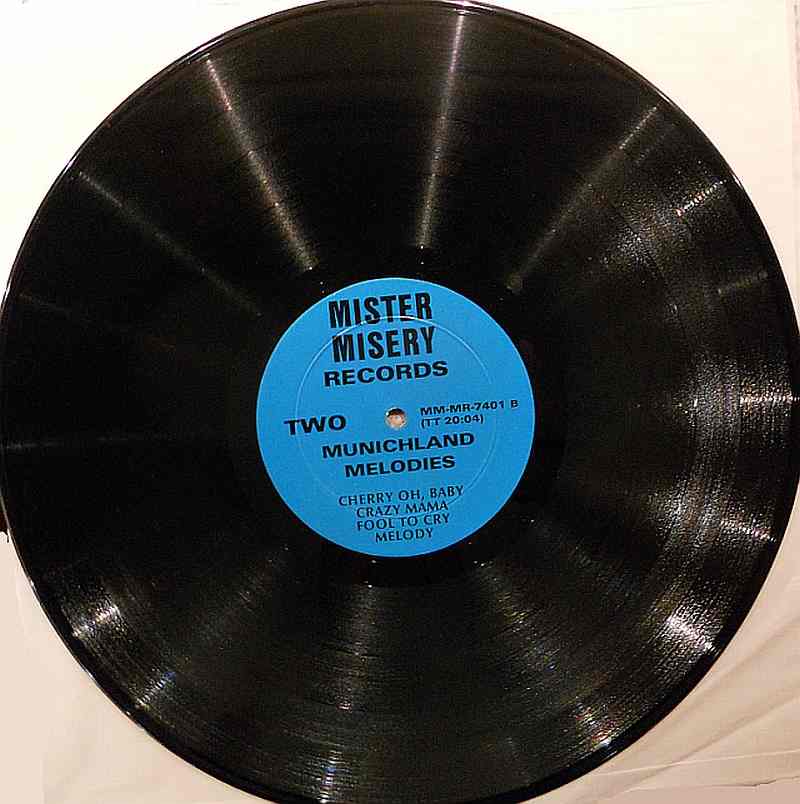 MISTER
MISERY
RECORDS
TWO
MM-MR-7401 B
(TT 20:04)
MUNICHLAND
MELODIES
CHERRY OH, BABY
CRAZY MAMA
FOOL TO CRY
MELODY